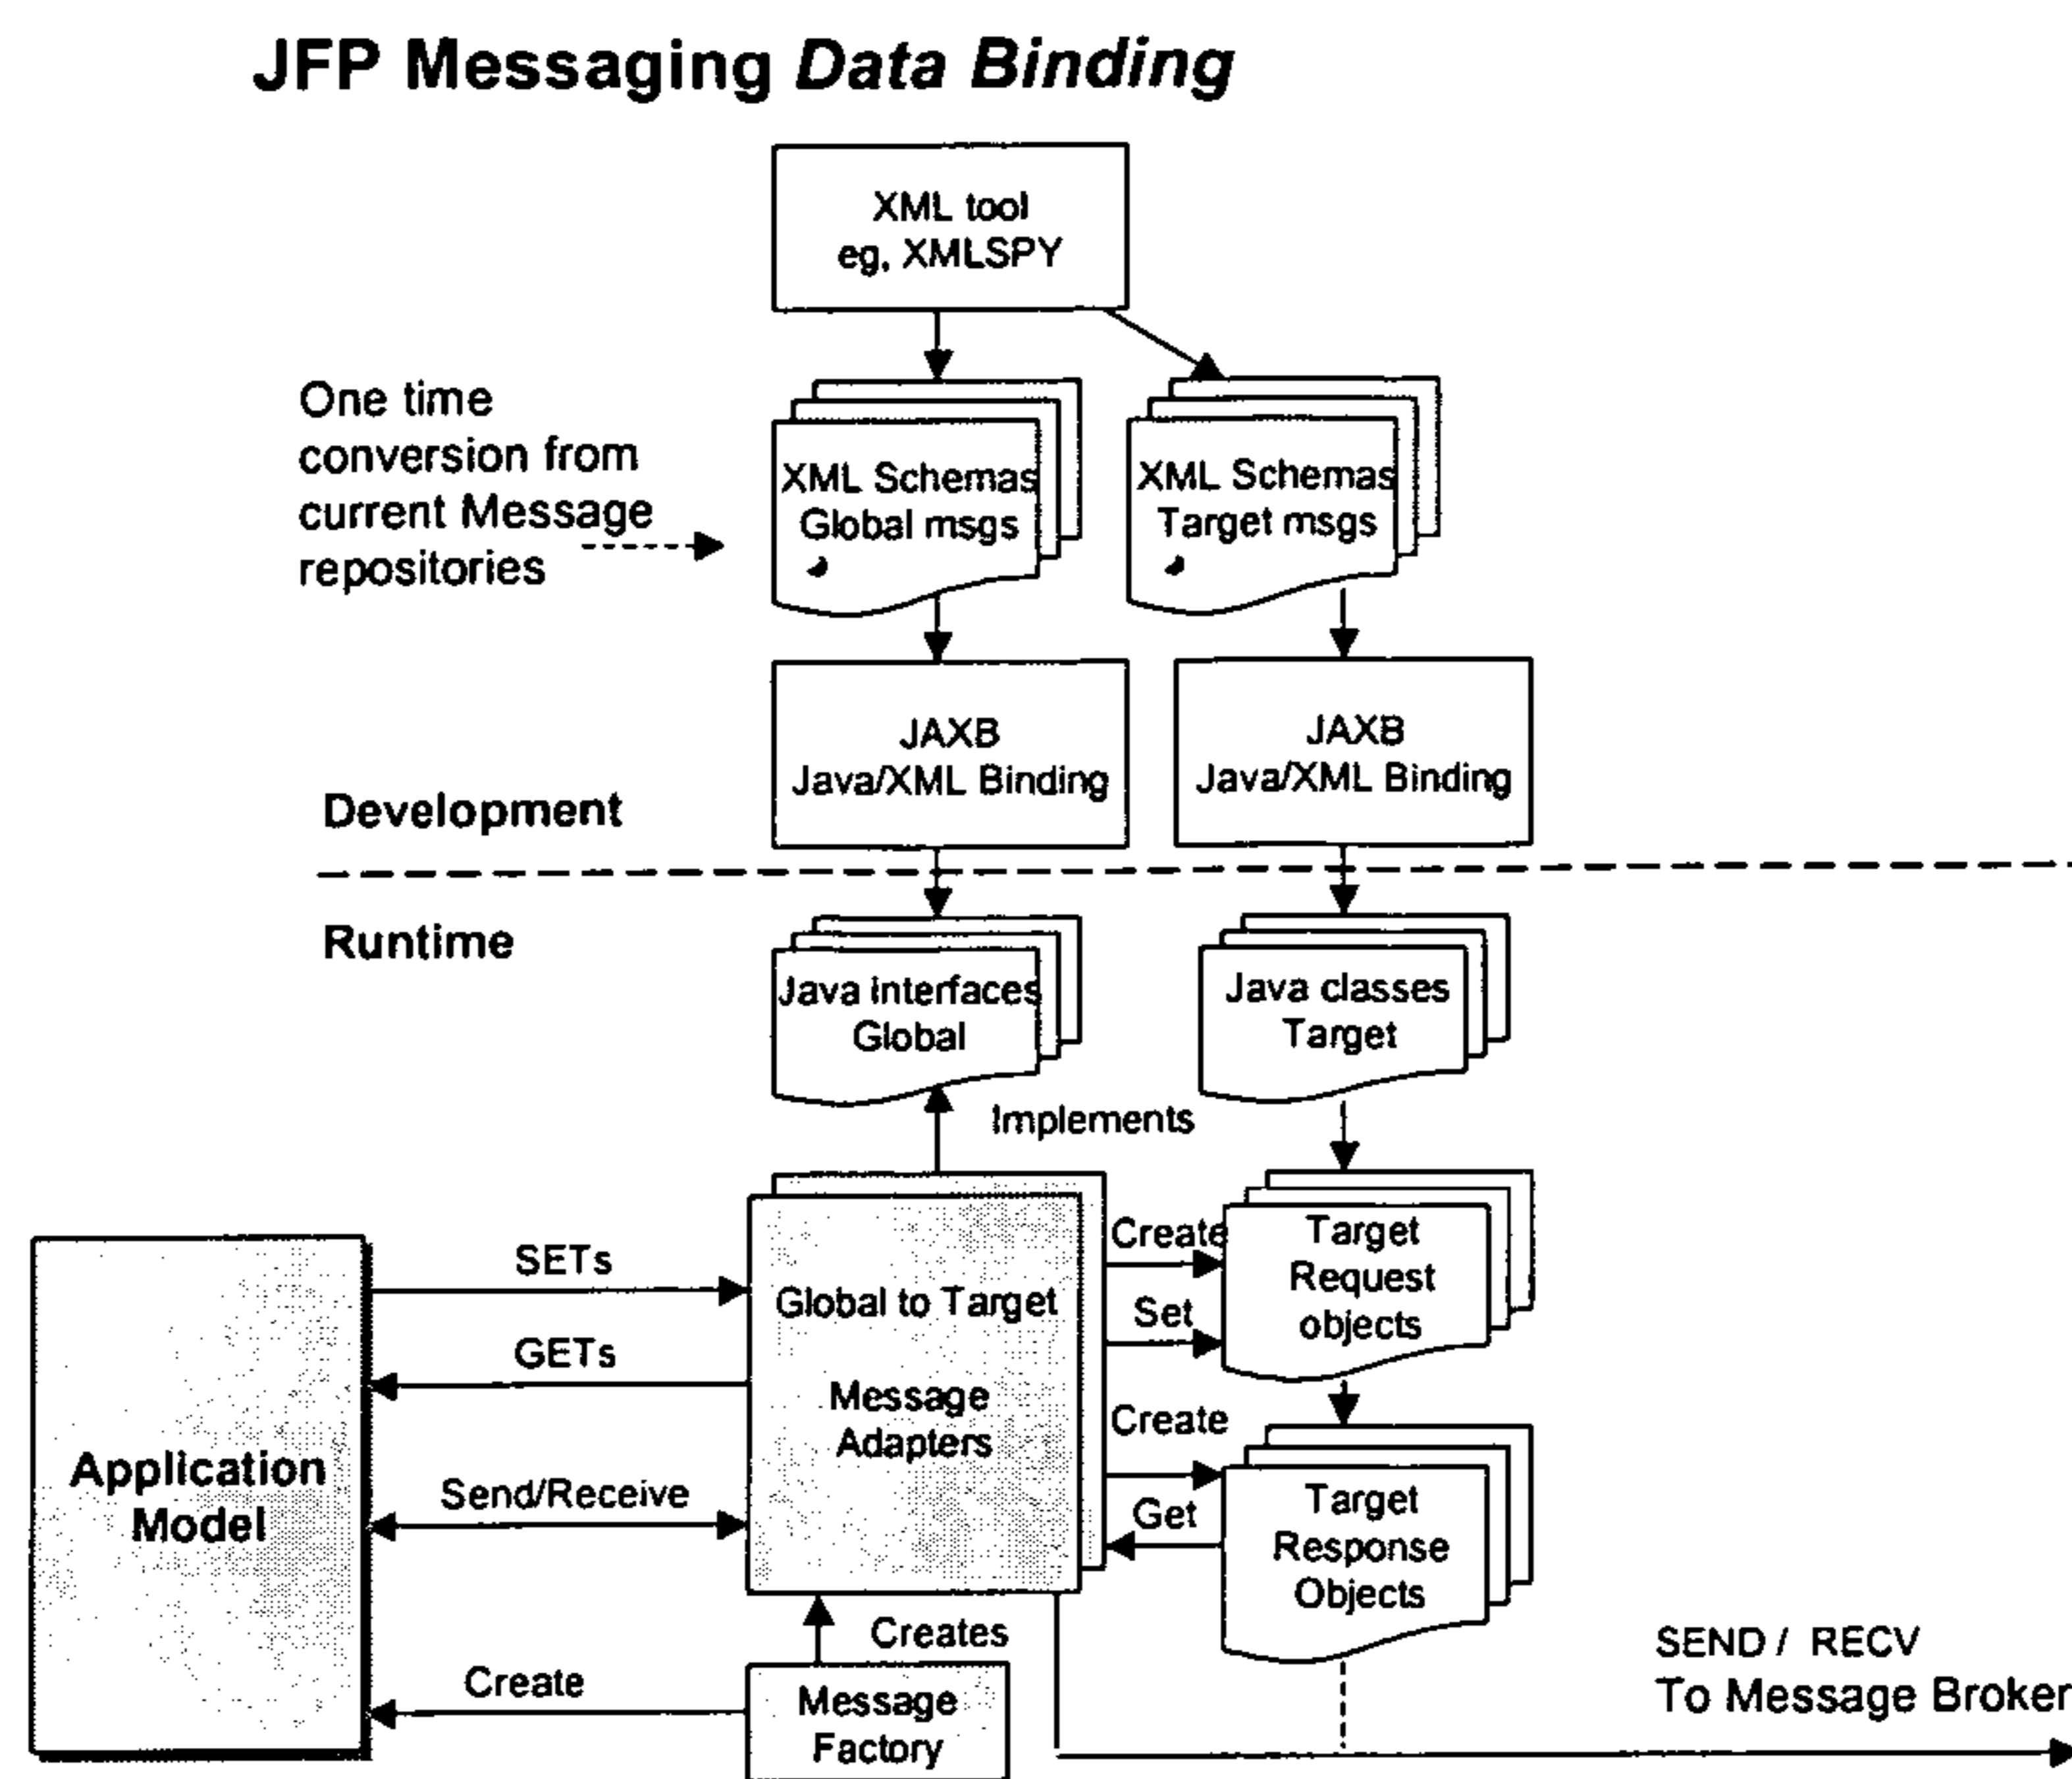 JFP Messaging Data Binding
XML tool
eg, XMLSPY
One time
conversion from
current Message
repositories
XML Schemas
Global msgs
XML Schemas
Target msgs
JAXB
Java/XML Binding
JAXB
Java/XML Binding
Development
Runtime
Java interfaces
Global
Java classes
Target
Implements
SETs
GETs
Send/Receive
Create
Application
Model
Global to Target
Message
Adapters
Create
Set
Create
Get
Target
Request
objects
Target
Response
Objects
Creates
Message
Factory
SEND / RECV
To Message Broker